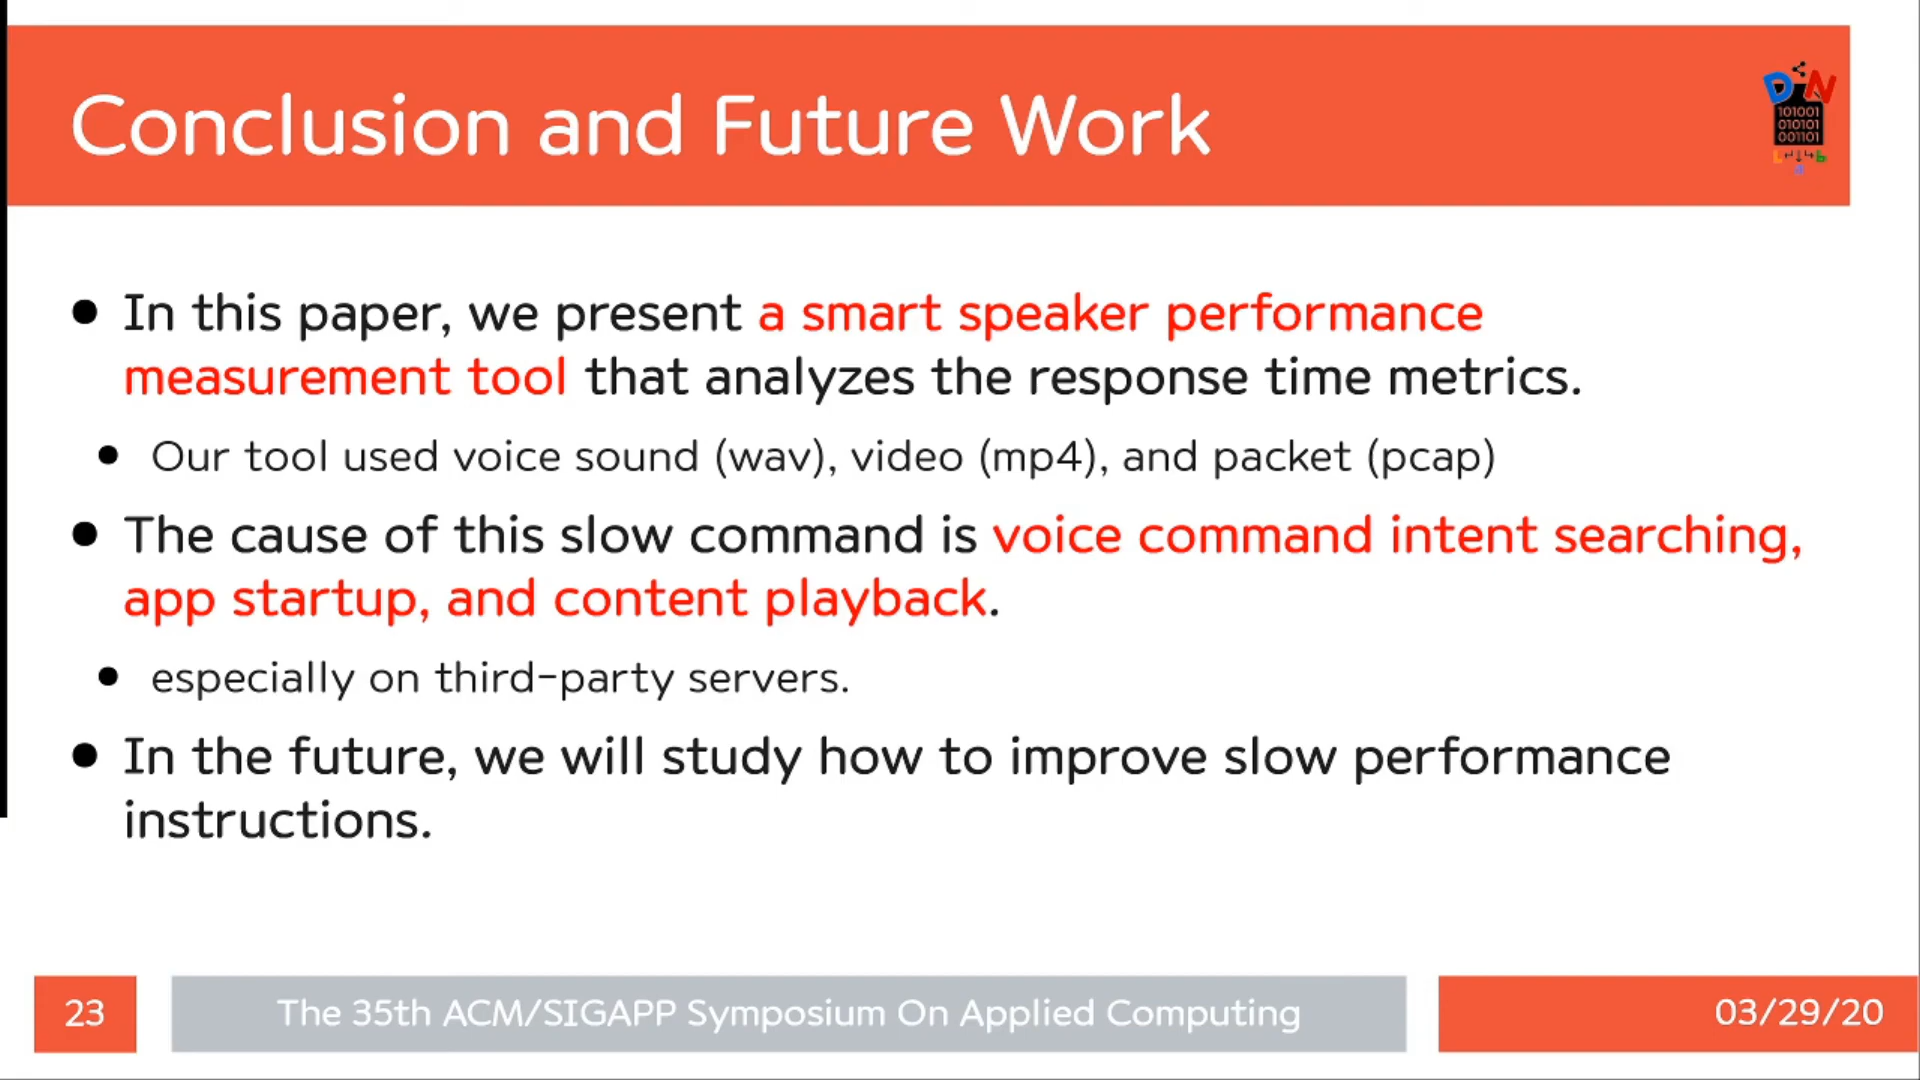 Conclusion and Future Work
D N
101001
010101
001101
• In this paper, we present a smart speaker performance
measurement tool that analyzes the response time metrics.
• Our tool used voice sound (wav), video (mp4), and packet (pcap)
• The cause of this slow command is voice command intent searching,
app startup, and content playback.
• especially on third-party servers.
• In the future, we will study how to improve slow performance
instructions.
23
The 35th ACM/SIGAPP Symposium On Applied Computing
03/29/20